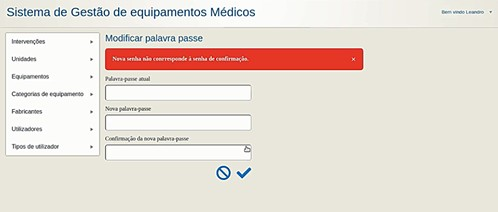 Sistema de Gestão de equipamentos Médicos
Bem vindo Leandro
Intervenções
Unidades
Equipamentos
Categorias de equipamento
Fabricantes
Utilizadores
Tipos de utilizador
Modificar palavra passe
Nova senha não conrresponde à senha de confirmação.
×
Palavra-passe atual
Nova palavra-passe
Confirmação da nova palavra-passe